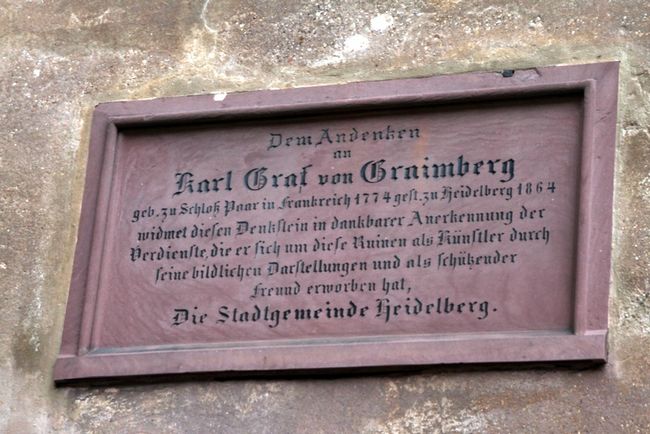 Dem Andenken
an
Karl Graf von Graimberg
geb. zu Schloß Paar in Frankreich 1774 gest. zu Heidelberg 1864
widmet diesen Denkstein in dankbarer Anerkennung der
Verdienste, die er sich um diese Ruinen als Künstler durch
seine bildlichen Darstellungen und als schützender
Freund erworben hat,
Die Stadtgemeinde Heidelberg.